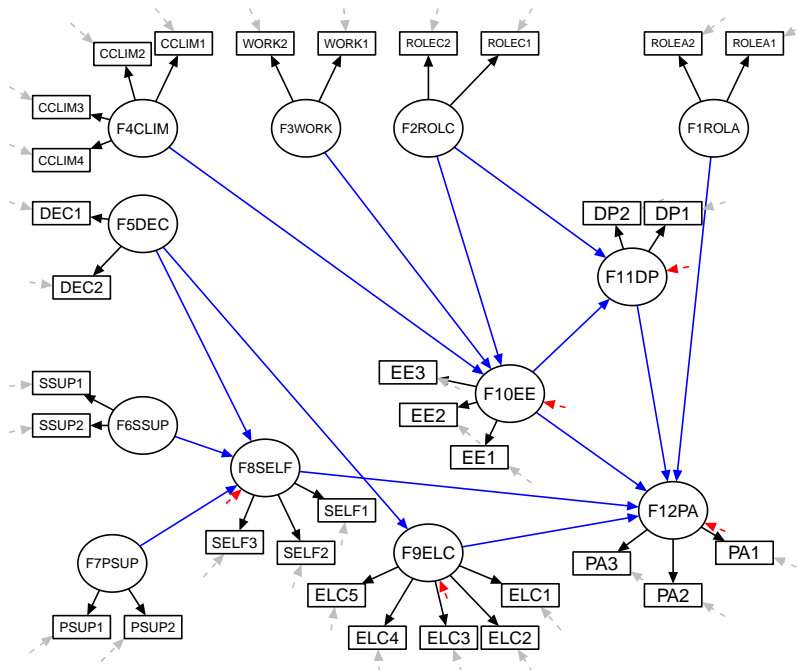 CCLIM1
WORK2
WORK1
ROLEC2
ROLEC1
ROLEA2
ROLEA1
CCLIM2
CCLIM3
F4CLIM
F3WORK
F2ROLC
F1ROLA
CCLIM4
DEC1
F5DEC
DP2
DP1
DEC2
F11DP
EE3
SSUP1
F10EE
EE2
SSUP2
F6SSUP
EE1
F8SELF
SELF1
F12PA
SELF3
SELF2
F9ELC
PA1
F7PSUP
PA3
ELC5
ELC1
PA2
PSUP1
PSUP2
ELC4
ELC3
ELC2